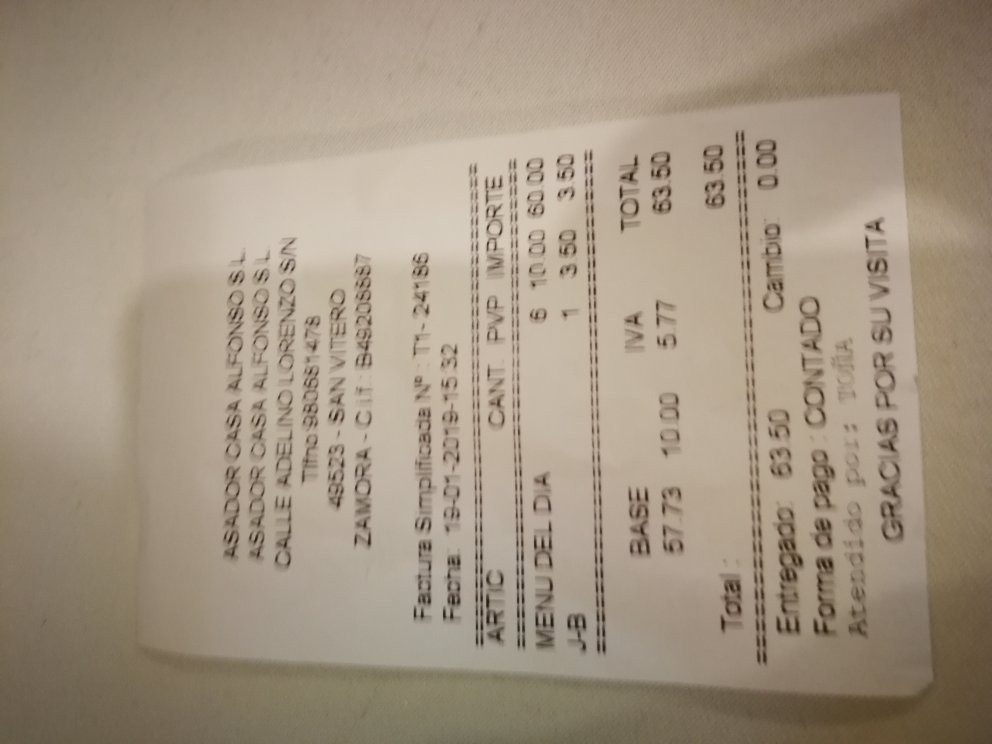 ASADOR CASA ALFONSO S.L.
ASADOR CASA ALFONSO S.L.
CALLE ADELINO LORENZO S/N
Tlfno:980681478
49523 - SAN VITERO
ZAMORA - C.I.f.: B49208887
Factura Simplificada Nº : T1- 24186
Fecha: 19-01-2019-15:32
==============================
ARTIC CANT. PVP IMPORTE
==============================
MENU DEL DIA 6 10.00 60.00
J-B 1 3.50 3.50
==============================
BASE IVA TOTAL
57.73 10.00 5.77 63.50
Total : 63.50
==============================
Entregado: 63.50 Cambio: 0.00
Forma de pago : CONTADO
Atendido por: TOñA
GRACIAS POR SU VISITA